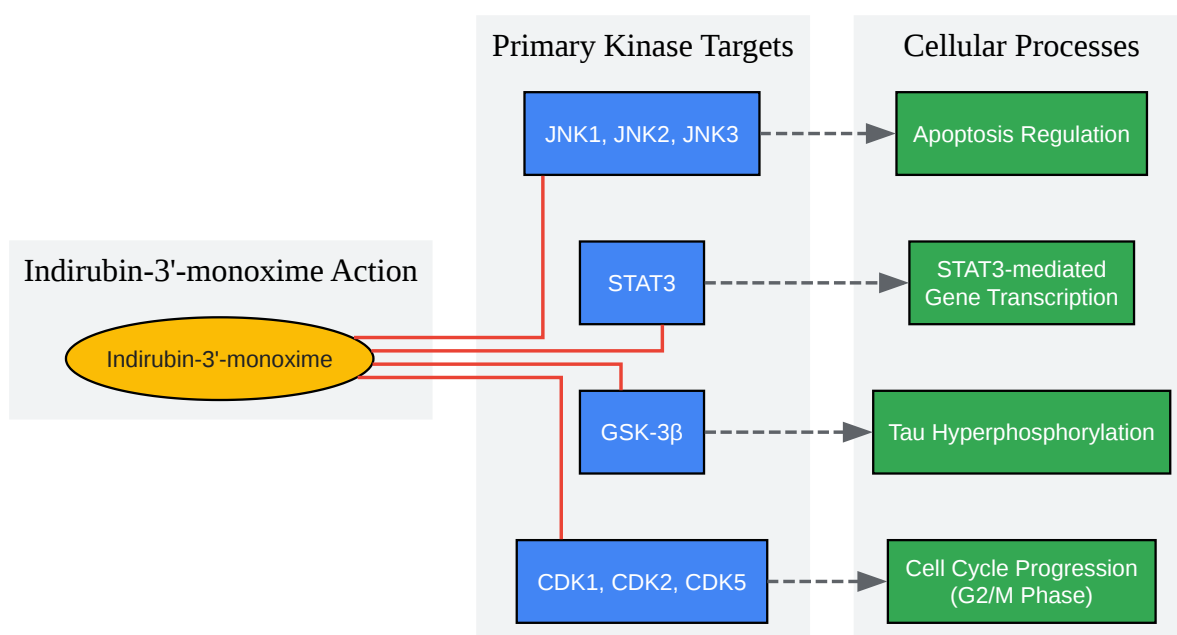 Primary Kinase Targets
Cellular Processes
JNK1, JNK2, JNK3
Apoptosis Regulation
Indirubin-3'-monoxime Action
STAT3
STAT3-mediated
Gene Transcription
Indirubin-3'-monoxime
GSK-3β
Tau Hyperphosphorylation
CDK1, CDK2, CDK5
Cell Cycle Progression
(G2/M Phase)